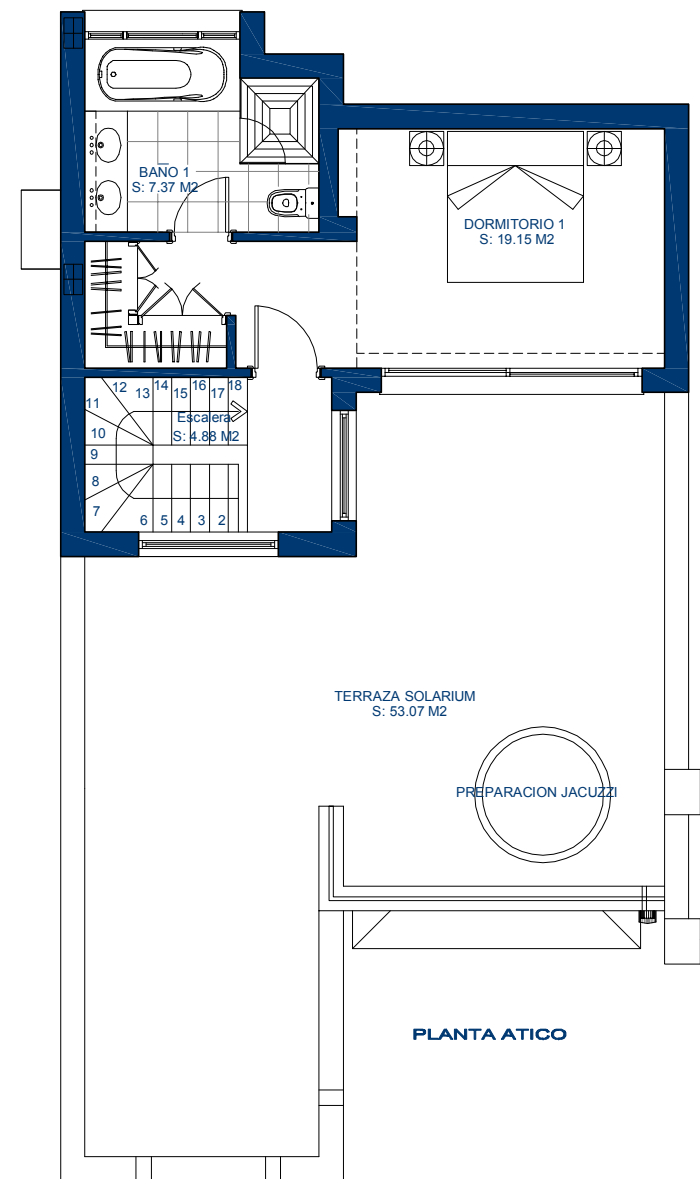 BAÑO 1
S: 7.37 M2
DORMITORIO 1
S: 19.15 M2
12
13
14
15
16
17
18
11
Escalera
S: 4.88 M2
10
9
8
7
6
5
4
3
2
TERRAZA SOLARIUM
S: 53.07 M2
PREPARACION JACUZZI
PLANTA ATICO